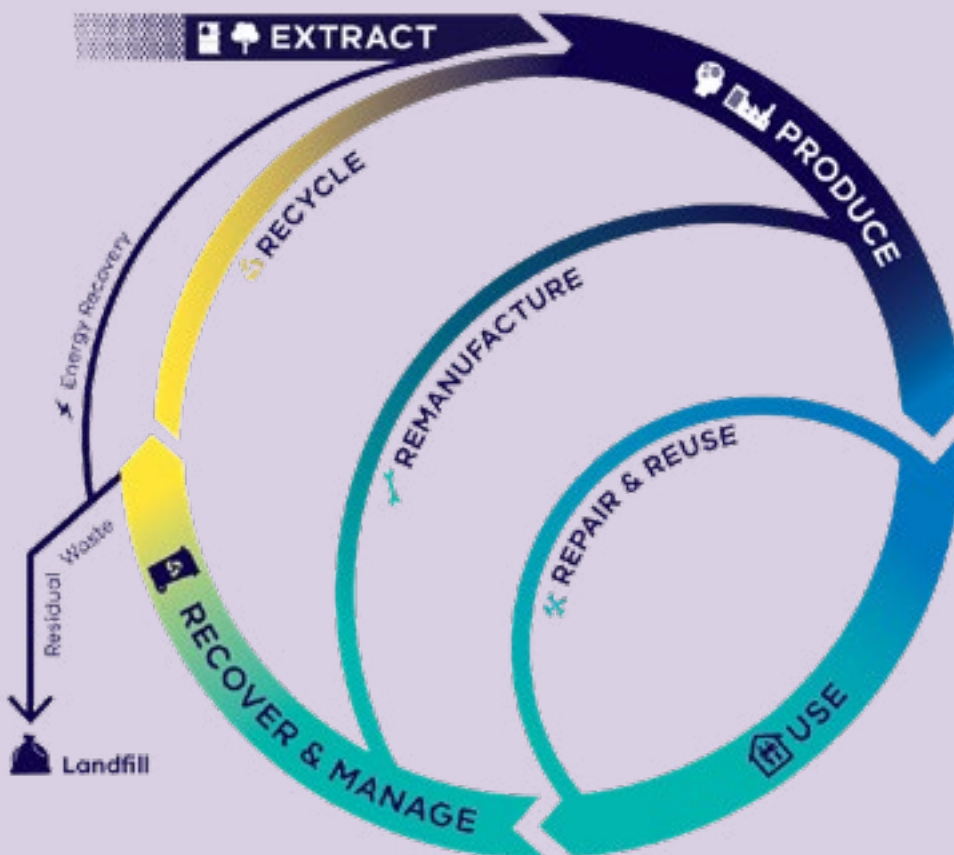 EXTRACT
PRODUCE
RECYCLE
Energy Recovery
REMANUFACTURE
REPAIR & REUSE
Residual Waste
RECOVER & MANAGE
USE
Landfill